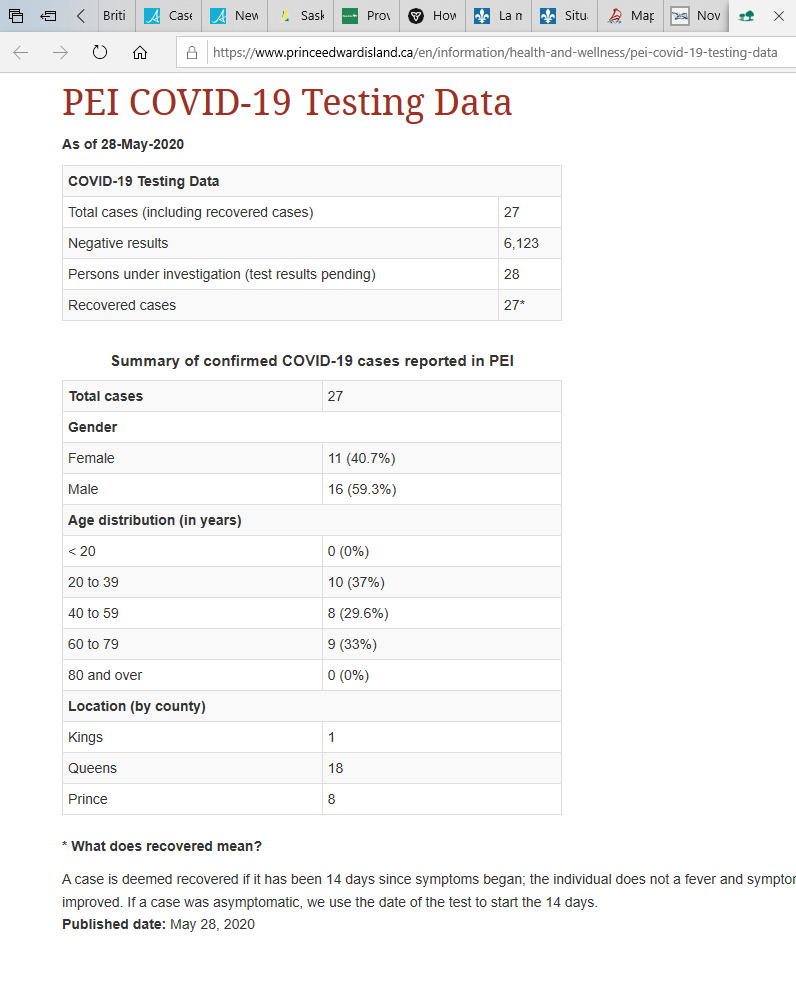 Briti Case New Sask Prov How La m Situ Map Nov
https://www.princeedwardisland.ca/en/information/health-and-wellness/pei-covid-19-testing-data
PEI COVID-19 Testing Data
As of 28-May-2020
COVID-19 Testing Data
Total cases (including recovered cases) 27
Negative results 6,123
Persons under investigation (test results pending) 28
Recovered cases 27*
Summary of confirmed COVID-19 cases reported in PEI
Total cases 27
Gender
Female 11 (40.7%)
Male 16 (59.3%)
Age distribution (in years)
< 20 0 (0%)
20 to 39 10 (37%)
40 to 59 8 (29.6%)
60 to 79 9 (33%)
80 and over 0 (0%)
Location (by county)
Kings 1
Queens 18
Prince 8
* What does recovered mean?
A case is deemed recovered if it has been 14 days since symptoms began; the individual does not a fever and symptor
improved. If a case was asymptomatic, we use the date of the test to start the 14 days.
Published date: May 28, 2020